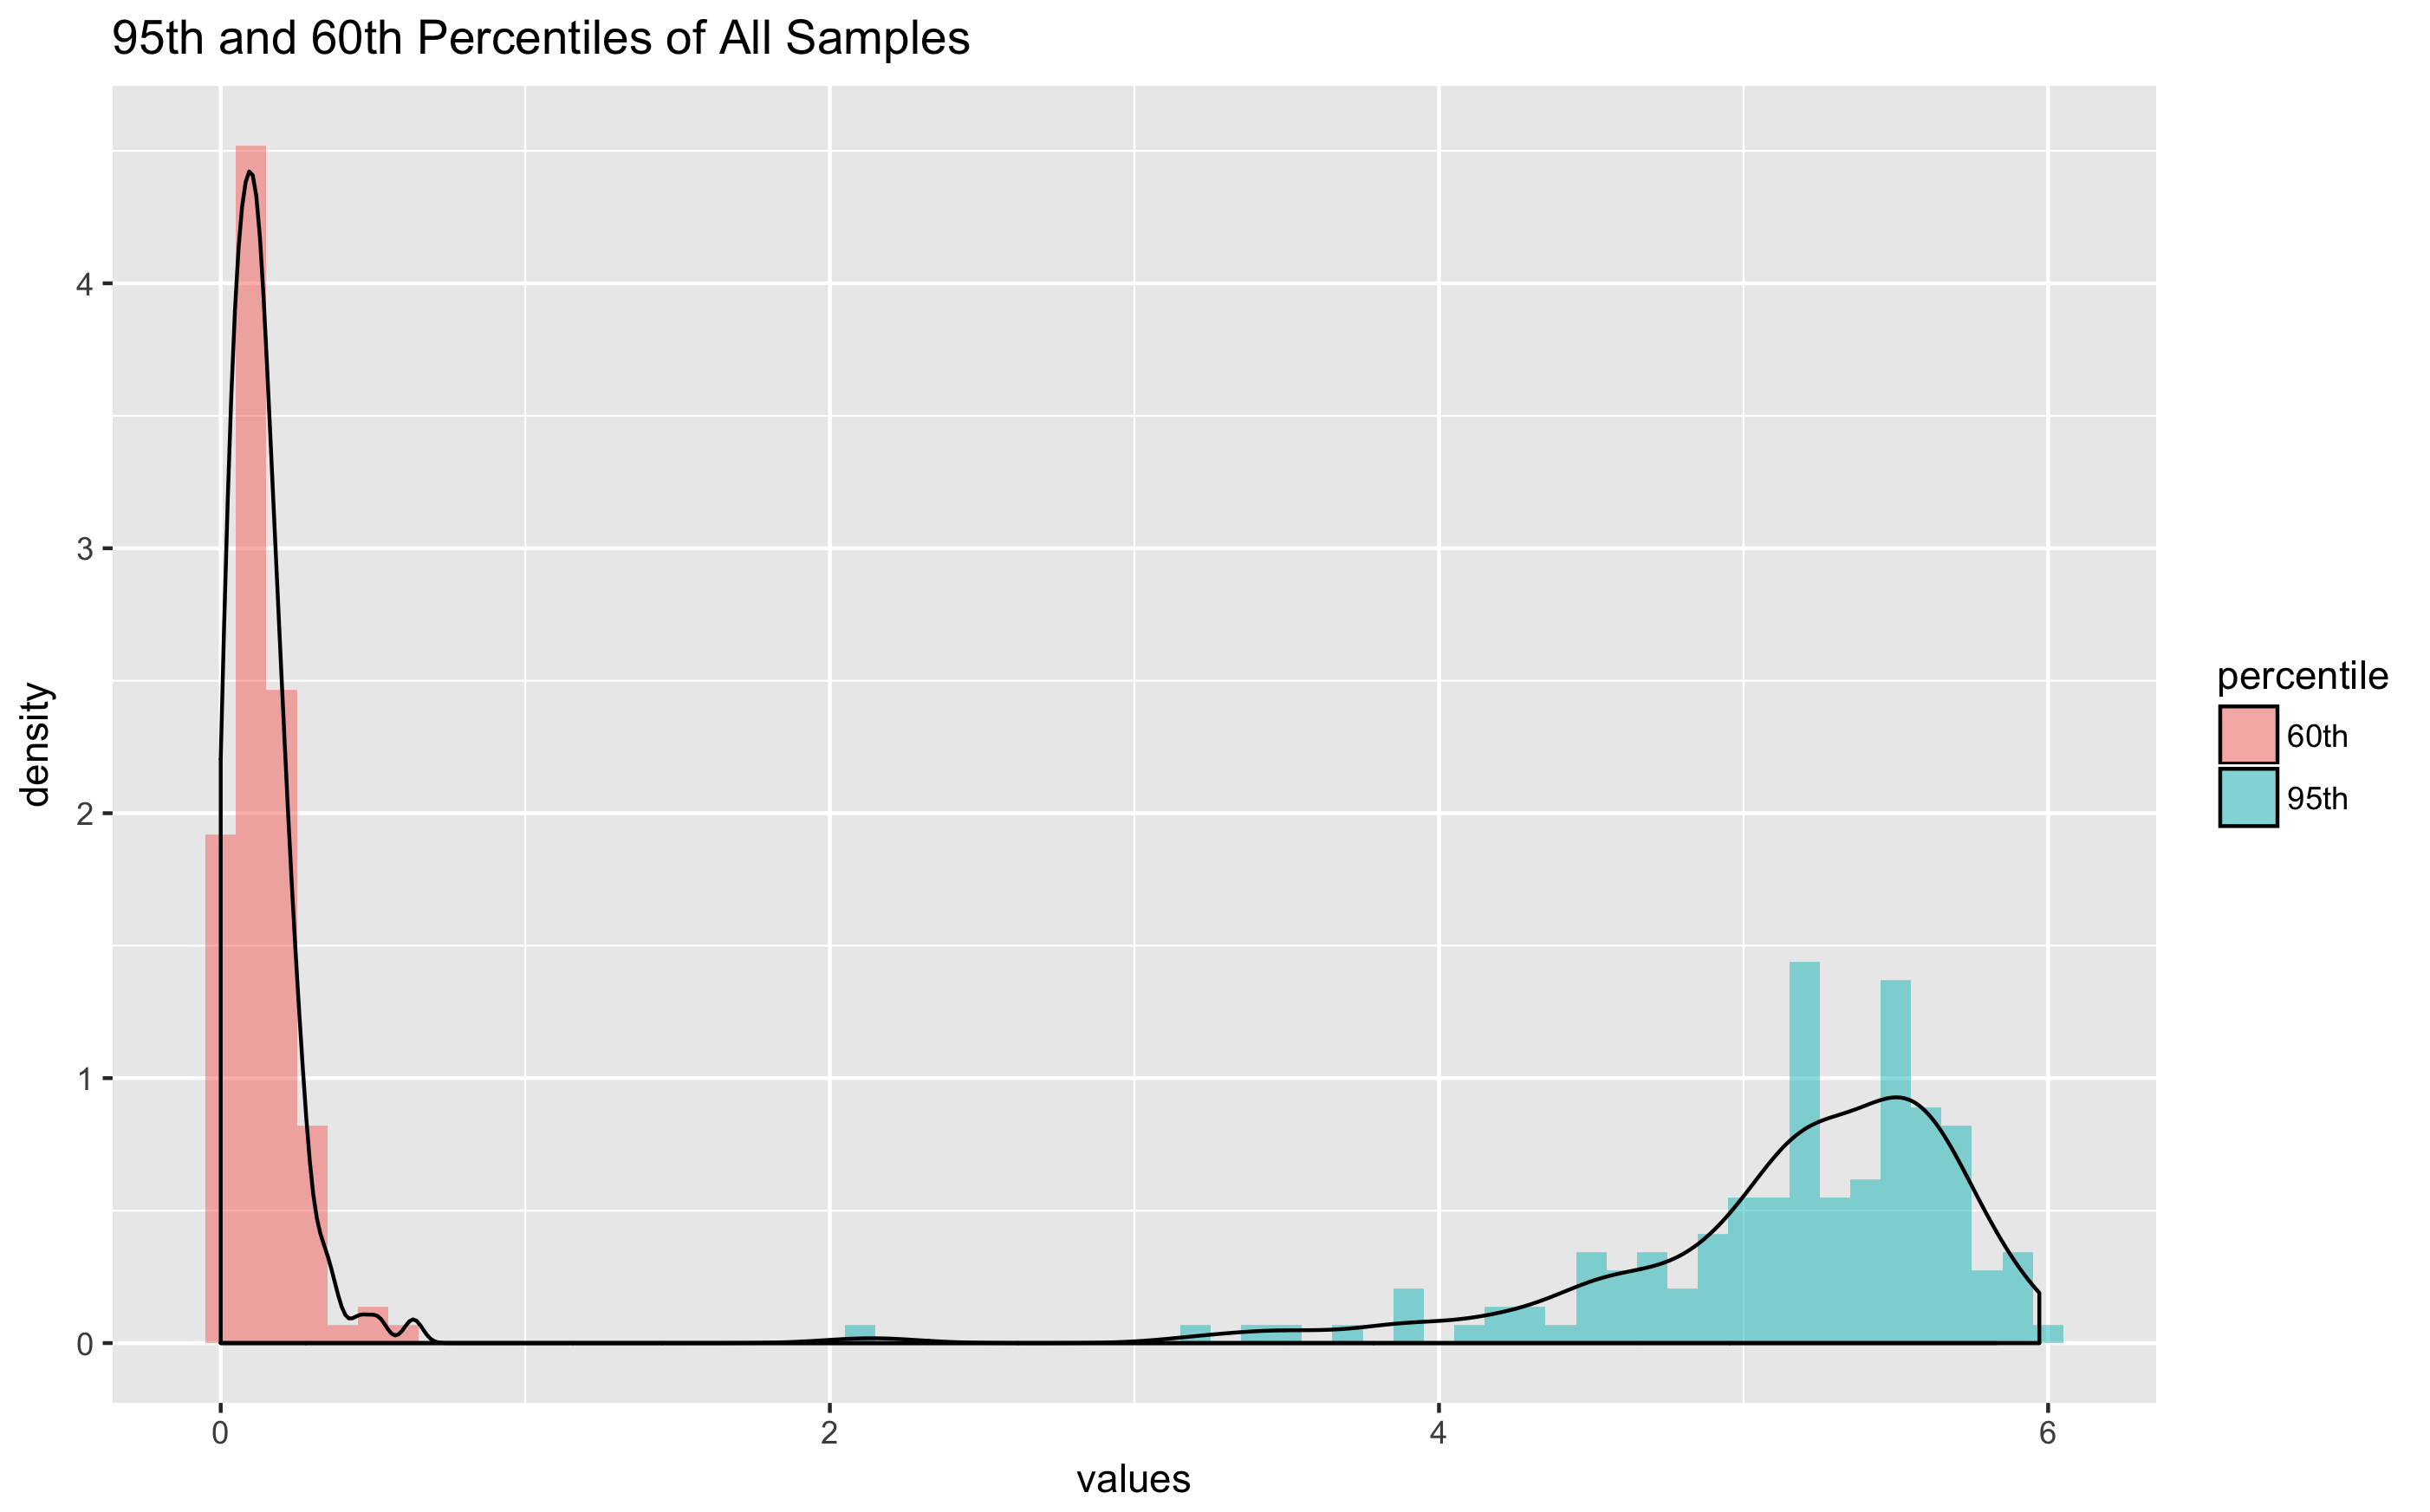 95th and 60th Percentiles of All Samples
density
4
3
2
1
0
0 2 4 6
values
percentile
60th
95th